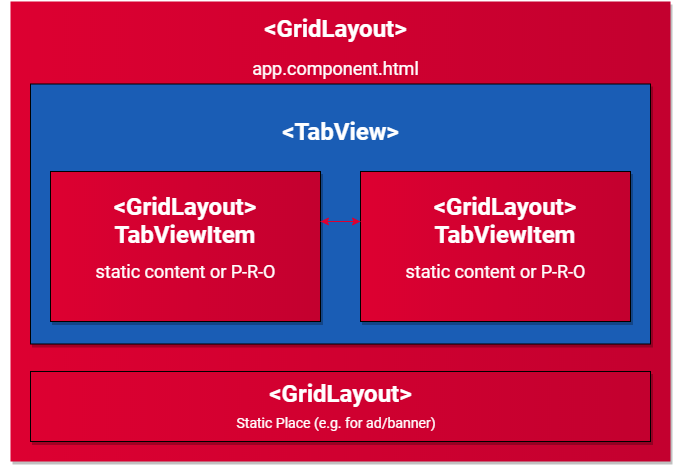 <GridLayout>
app.component.html
<TabView>
<GridLayout>
TabViewItem
static content or P-R-O
<GridLayout>
TabViewItem
static content or P-R-O
<GridLayout>
Static Place (e.g. for ad/banner)